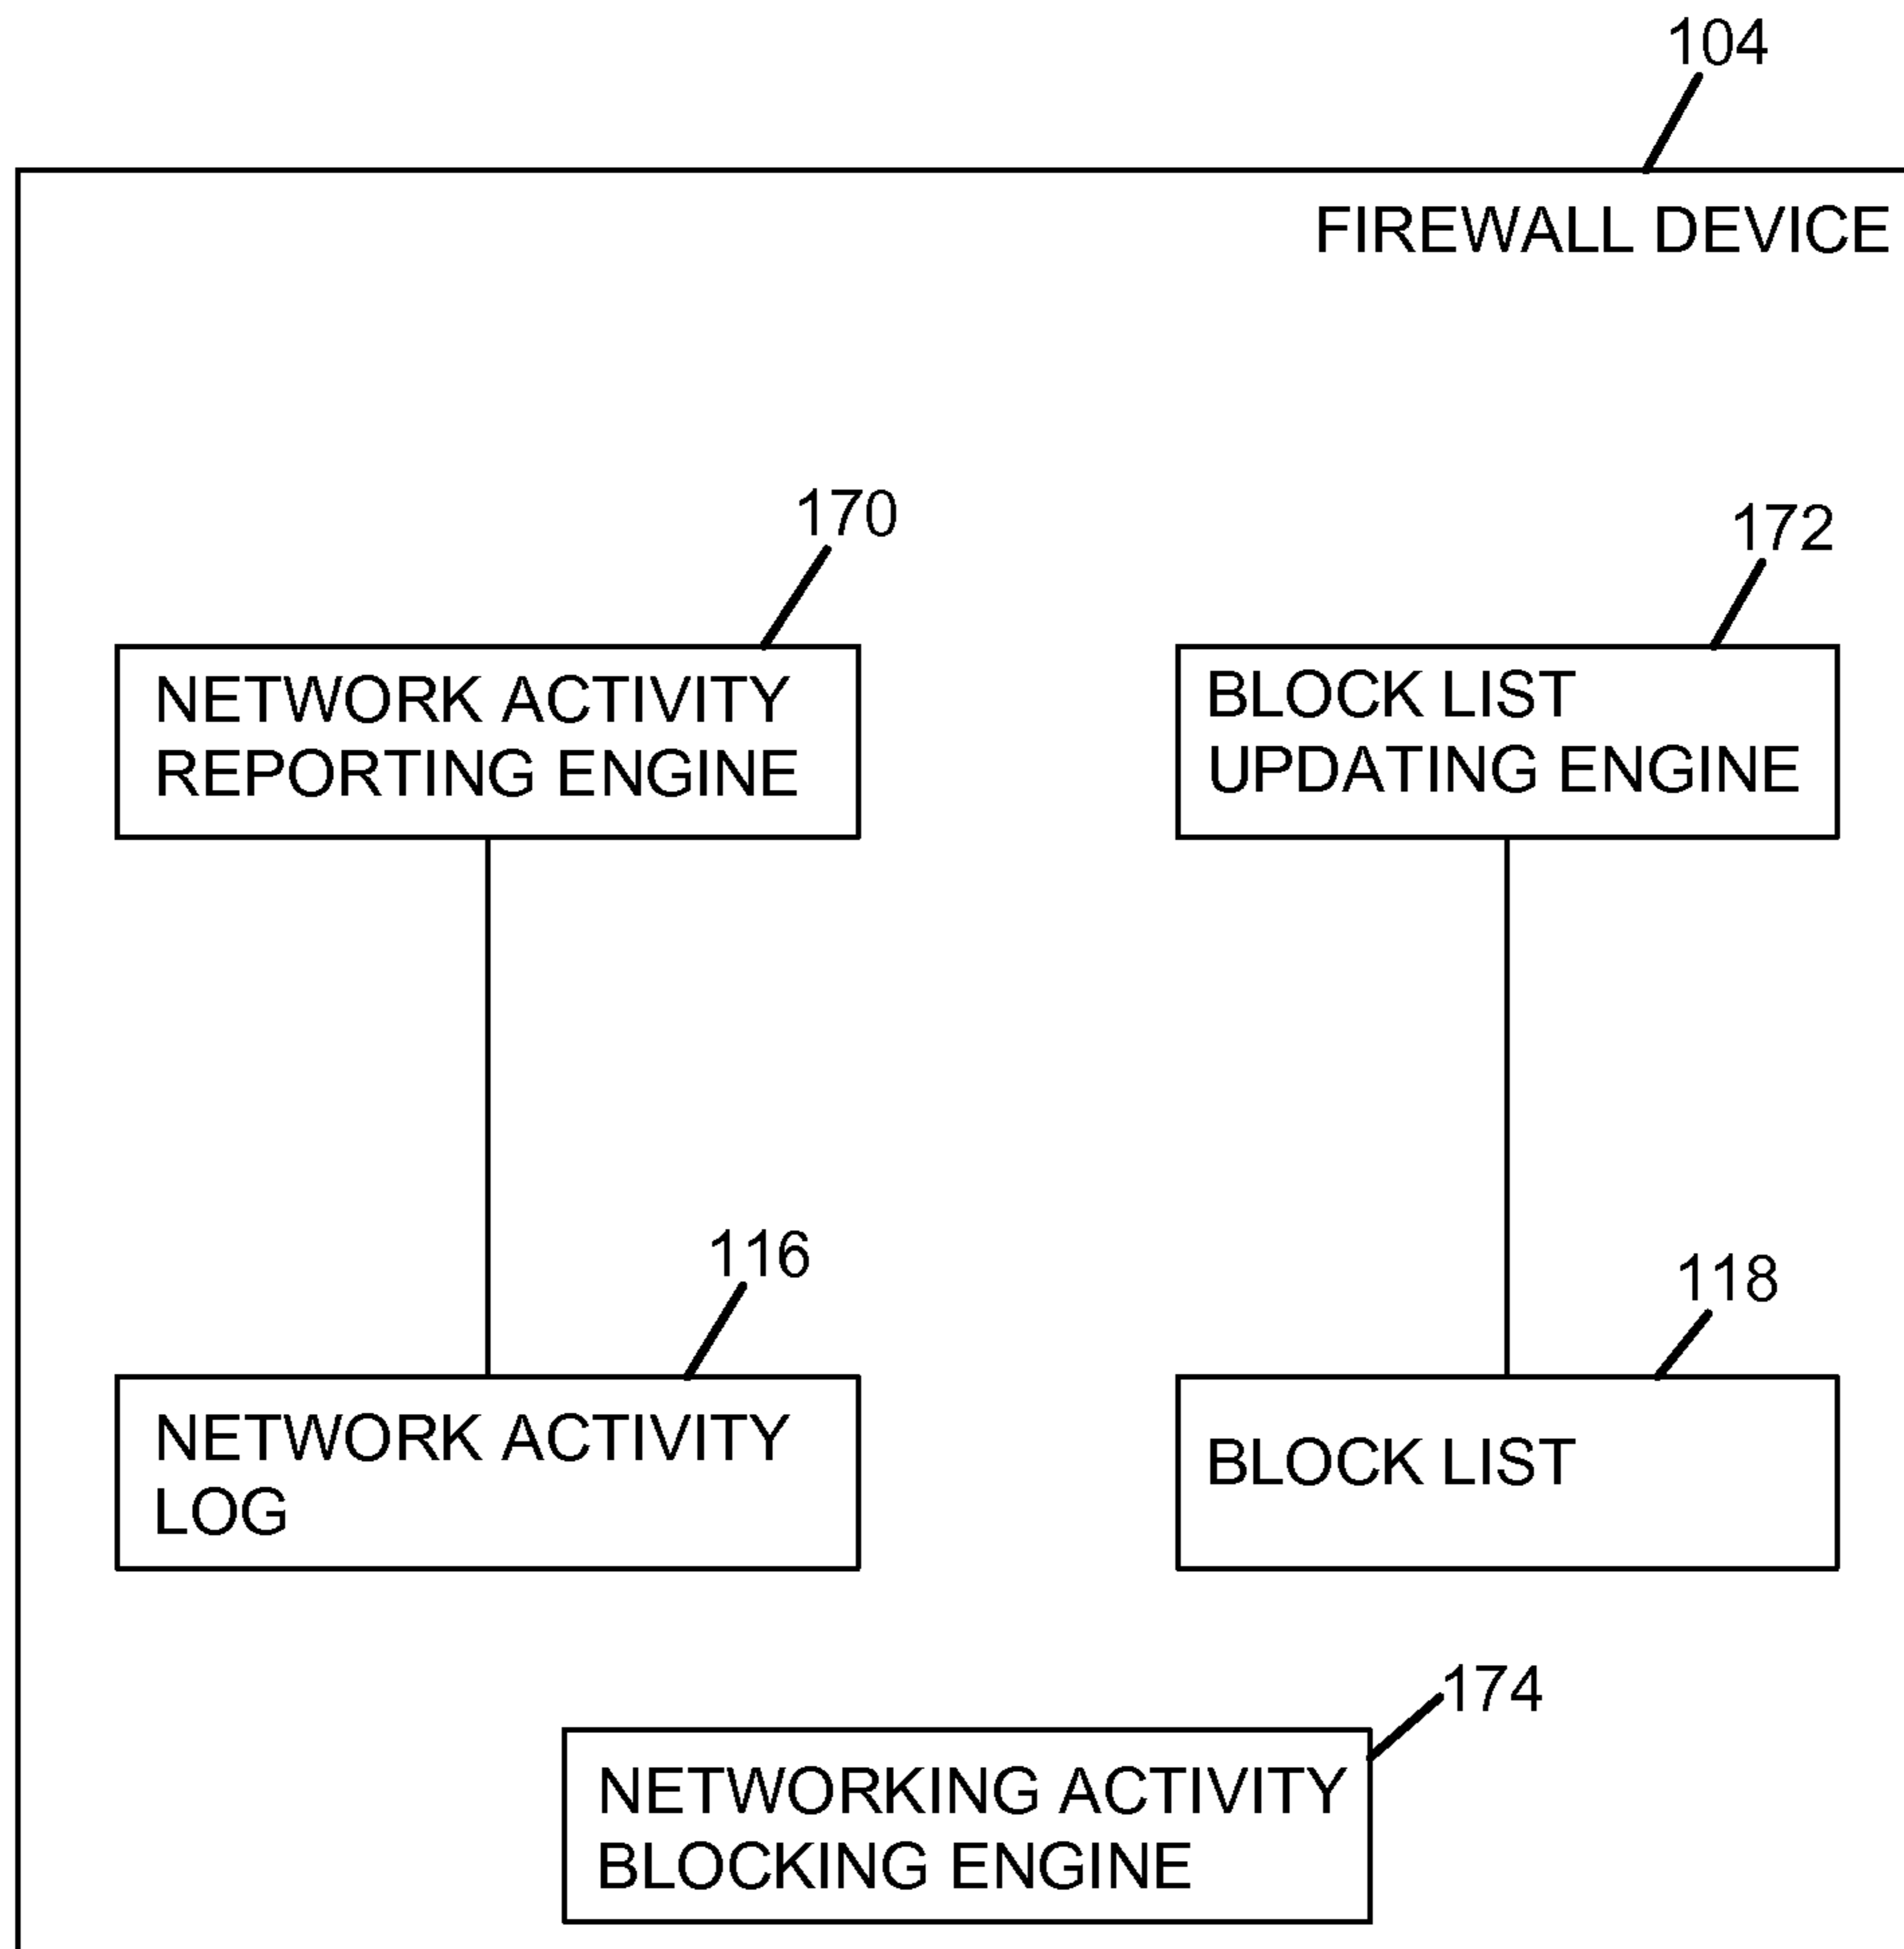 104
FIREWALL DEVICE
170
172
NETWORK ACTIVITY
REPORTING ENGINE
BLOCK LIST
UPDATING ENGINE
116
118
NETWORK ACTIVITY
LOG
BLOCK LIST
174
NETWORKING ACTIVITY
BLOCKING ENGINE